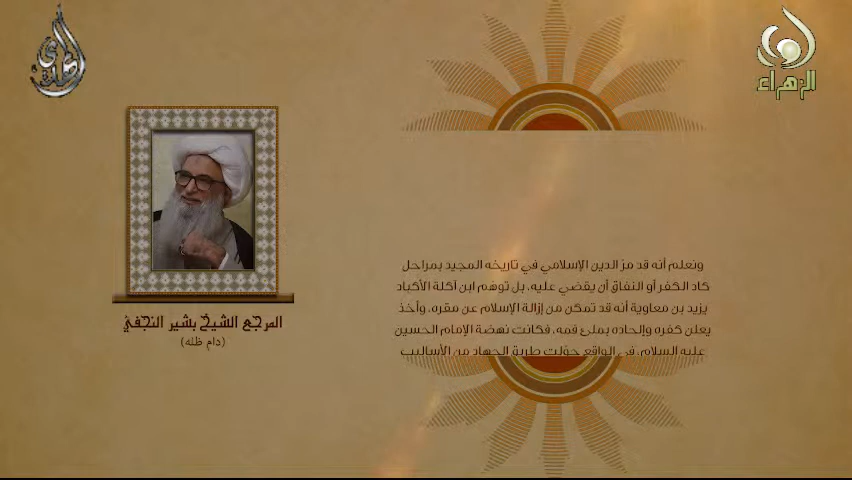 الزهراء
ونعلم أنه قد مرّ الدين الإسلامي في تاريخه المجيد بمراحل
كاد الكفر أو النفاق أن يقضي عليه، بل توهّم ابن آكلة الأكباد
يزيد بن معاوية أنه قد تمكن من إزالة الإسلام عن مقره، وأخذ
يعلن كفره وإلحاده بملئ فمه، فكانت نهضة الإمام الحسين
عليه السلام، في الواقع حوّلت طريق الجهاد من الأساليب
المرجع الشيخ بشير النجفي
(دام ظله)